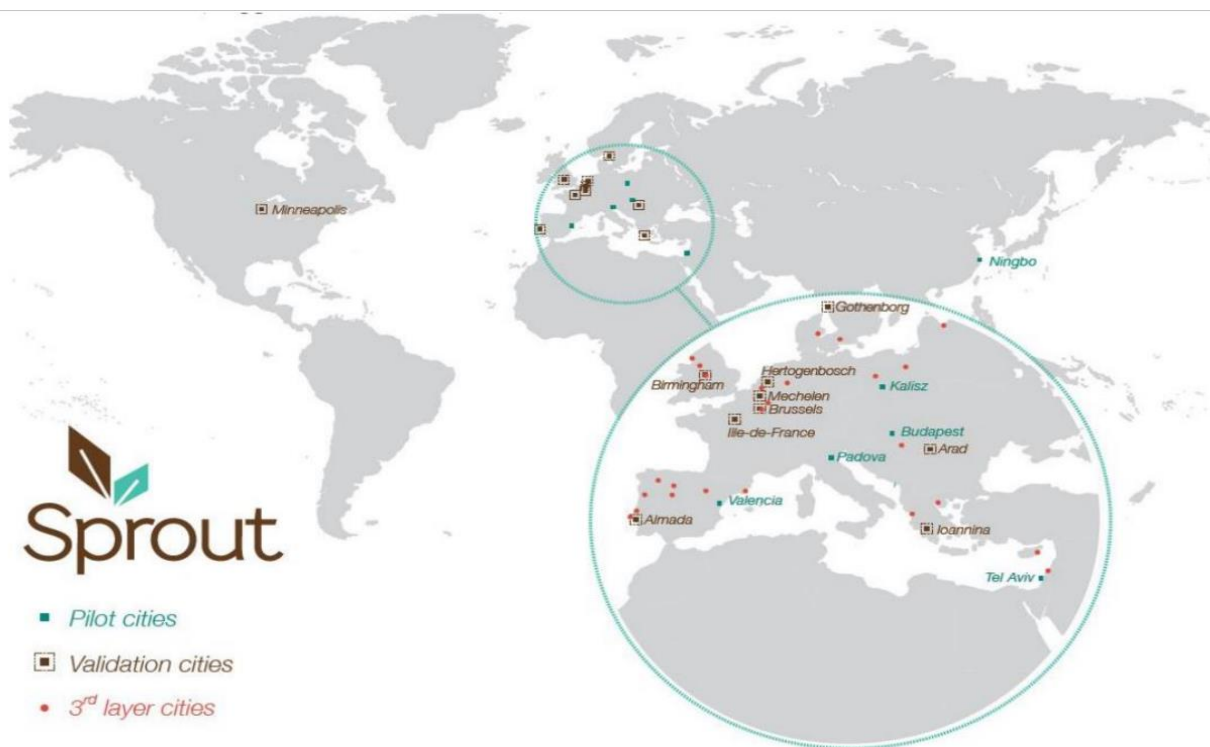 Minneapolis
Ningbo
Gothenborg
Hertogenbosch
Birmingham
Mechelen
Kalisz
Brussels
Ille-de-France
Budapest
Arad
Padova
Valencia
Almada
Ioannina
Tel Aviv
Sprout
Pilot cities
Validation cities
3rd layer cities